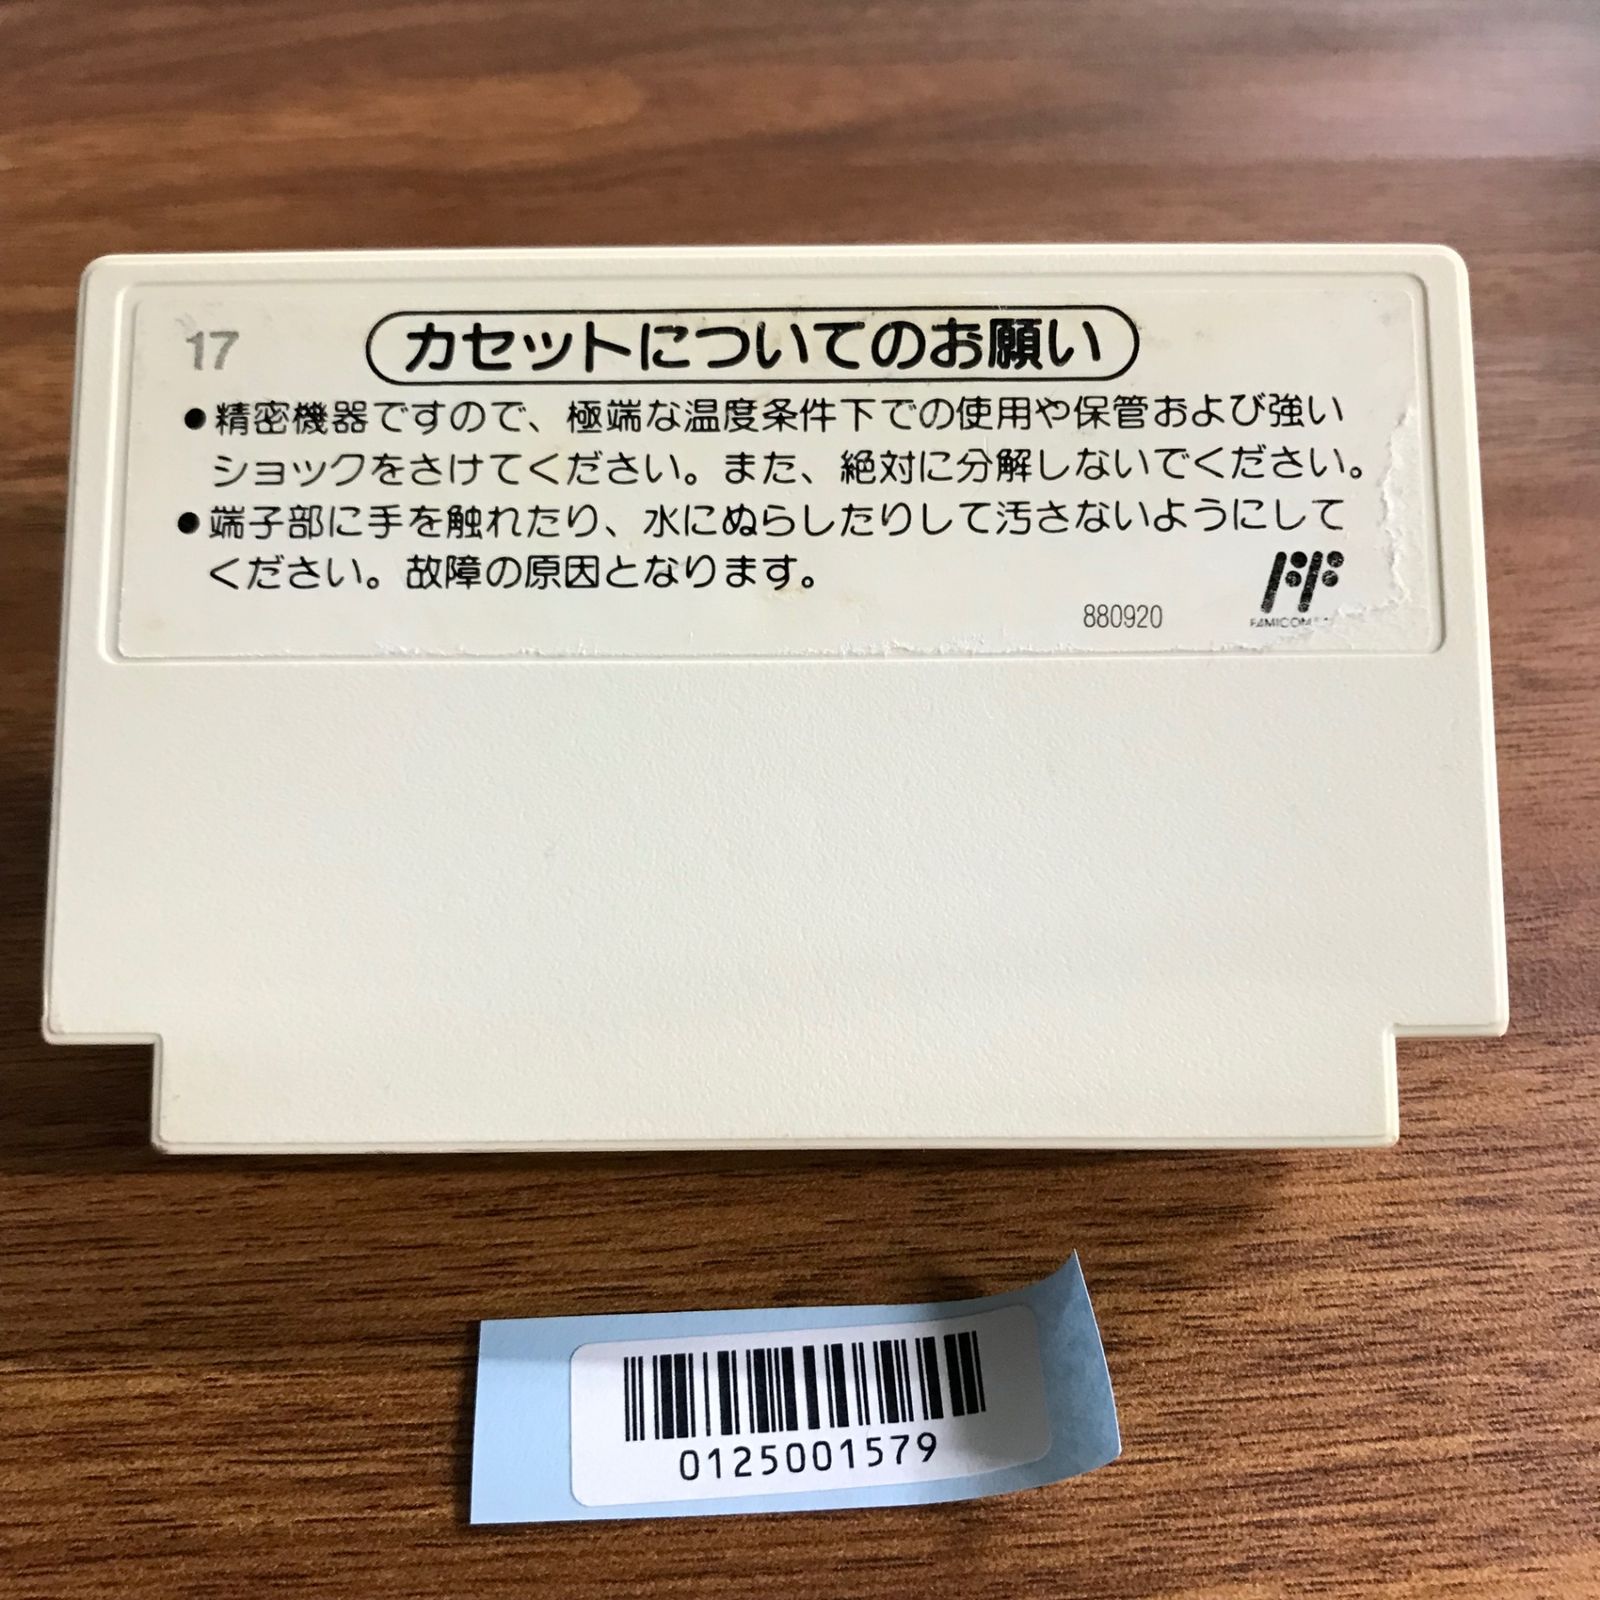 17
カセットについてのお願い
●精密機器ですので、極端な温度条件下での使用や保管および強い
ショックをさけてください。また、絶対に分解しないでください。
●端子部に手を触れたり、水にぬらしたりして汚さないようにして
ください。故障の原因となります。
880920
0125001579